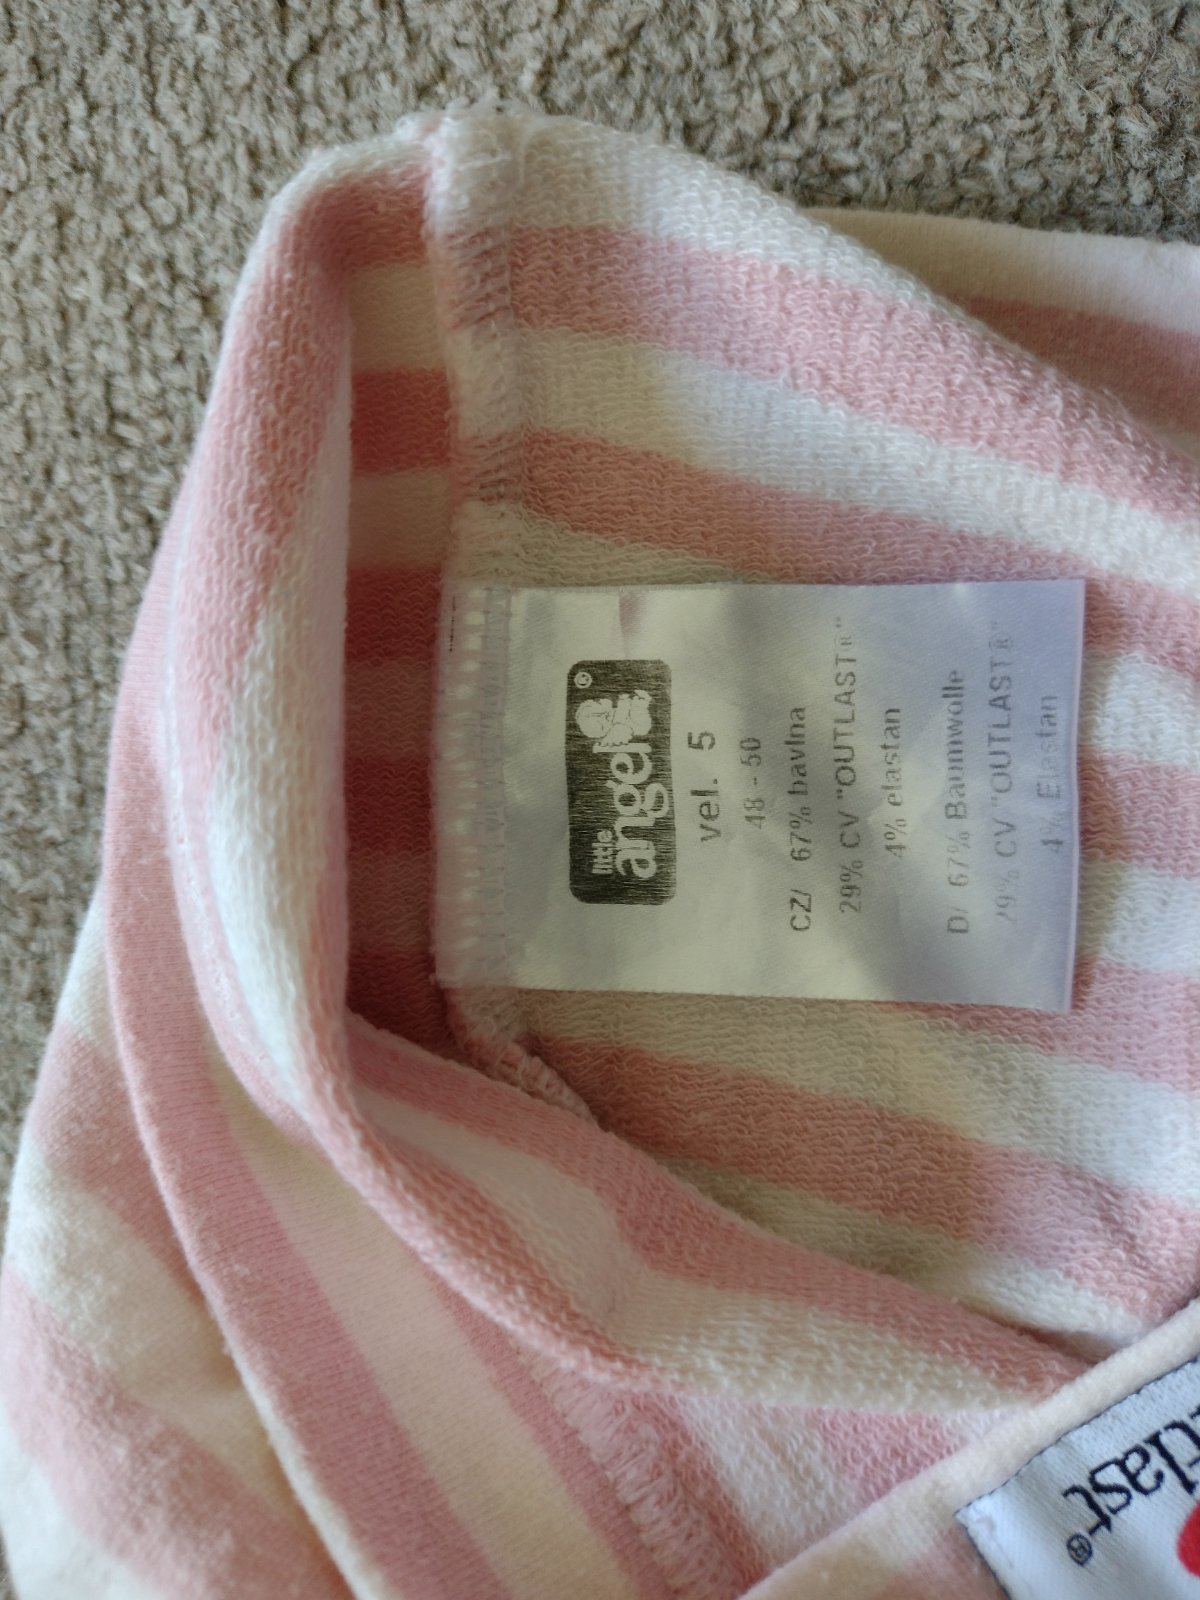 little
angel ©
vel. 5
48 - 50
CZ/ 67% bavlna
29% CV "OUTLAST®"
4% elastan
D/ 67% Baumwolle
29% CV "OUTLAST®"
4% Elastan
tlast®